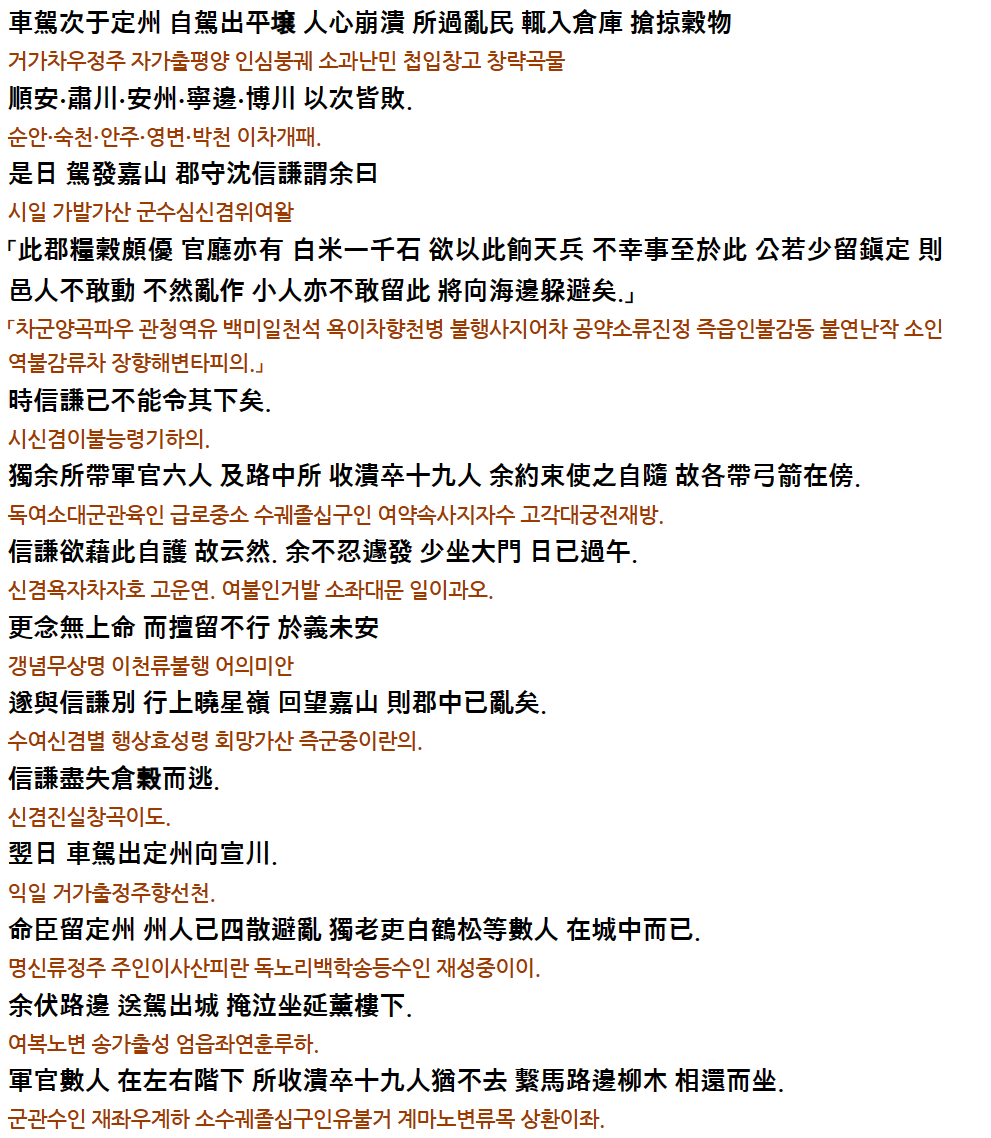 車駕次于定州 自駕出平壤 人心崩潰 所過亂民 輒入倉庫 搶掠穀物
거가차우정주 자가출평양 인심붕궤 소과난민 첩입창고 창략곡물
順安·肅川·安州·寧邊·博川 以次皆敗.
순안·숙천·안주·영변·박천 이차개패.
是日 駕發嘉山 郡守沈信謙謂余曰
시일 가발가산 군수심신겸위여왈
「此郡糧穀頗優 官廳亦有 白米一千石 欲以此餉天兵 不幸事至於此 公若少留鎭定 則
邑人不敢動 不然亂作 小人亦不敢留此 將向海邊躱避矣.」
「차군양곡파우 관청역유 백미일천석 욕이차향천병 불행사지어차 공약소류진정 즉읍인불감동 불연난작 소인
역불감류차 장향해변타피의.」
時信謙已不能令其下矣.
시신겸이불능령기하의.
獨余所帶軍官六人 及路中所 收潰卒十九人 余約束使之自隨 故各帶弓箭在傍.
독여소대군관육인 급로중소 수궤졸십구인 여약속사지자수 고각대궁전재방.
信謙欲藉此自護 故云然. 余不忍遽發 少坐大門 日已過午.
신겸욕자차자호 고운연. 여불인거발 소좌대문 일이과오.
更念無上命 而擅留不行 於義未安
갱념무상명 이천류불행 어의미안
遂與信謙別 行上曉星嶺 回望嘉山 則郡中已亂矣.
수여신겸별 행상효성령 회망가산 즉군중이란의.
信謙盡失倉穀而逃.
신겸진실창곡이도.
翌日 車駕出定州向宣川.
익일 거가출정주향선천.
命臣留定州 州人已四散避亂 獨老吏白鶴松等數人 在城中而已.
명신류정주 주인이사산피란 독노리백학송등수인 재성중이이.
余伏路邊 送駕出城 掩泣坐延薰樓下.
여복노변 송가출성 엄읍좌연훈루하.
軍官數人 在左右階下 所收潰卒十九人猶不去 繫馬路邊柳木 相還而坐.
군관수인 재좌우계하 소수궤졸십구인유불거 계마노변류목 상환이좌.